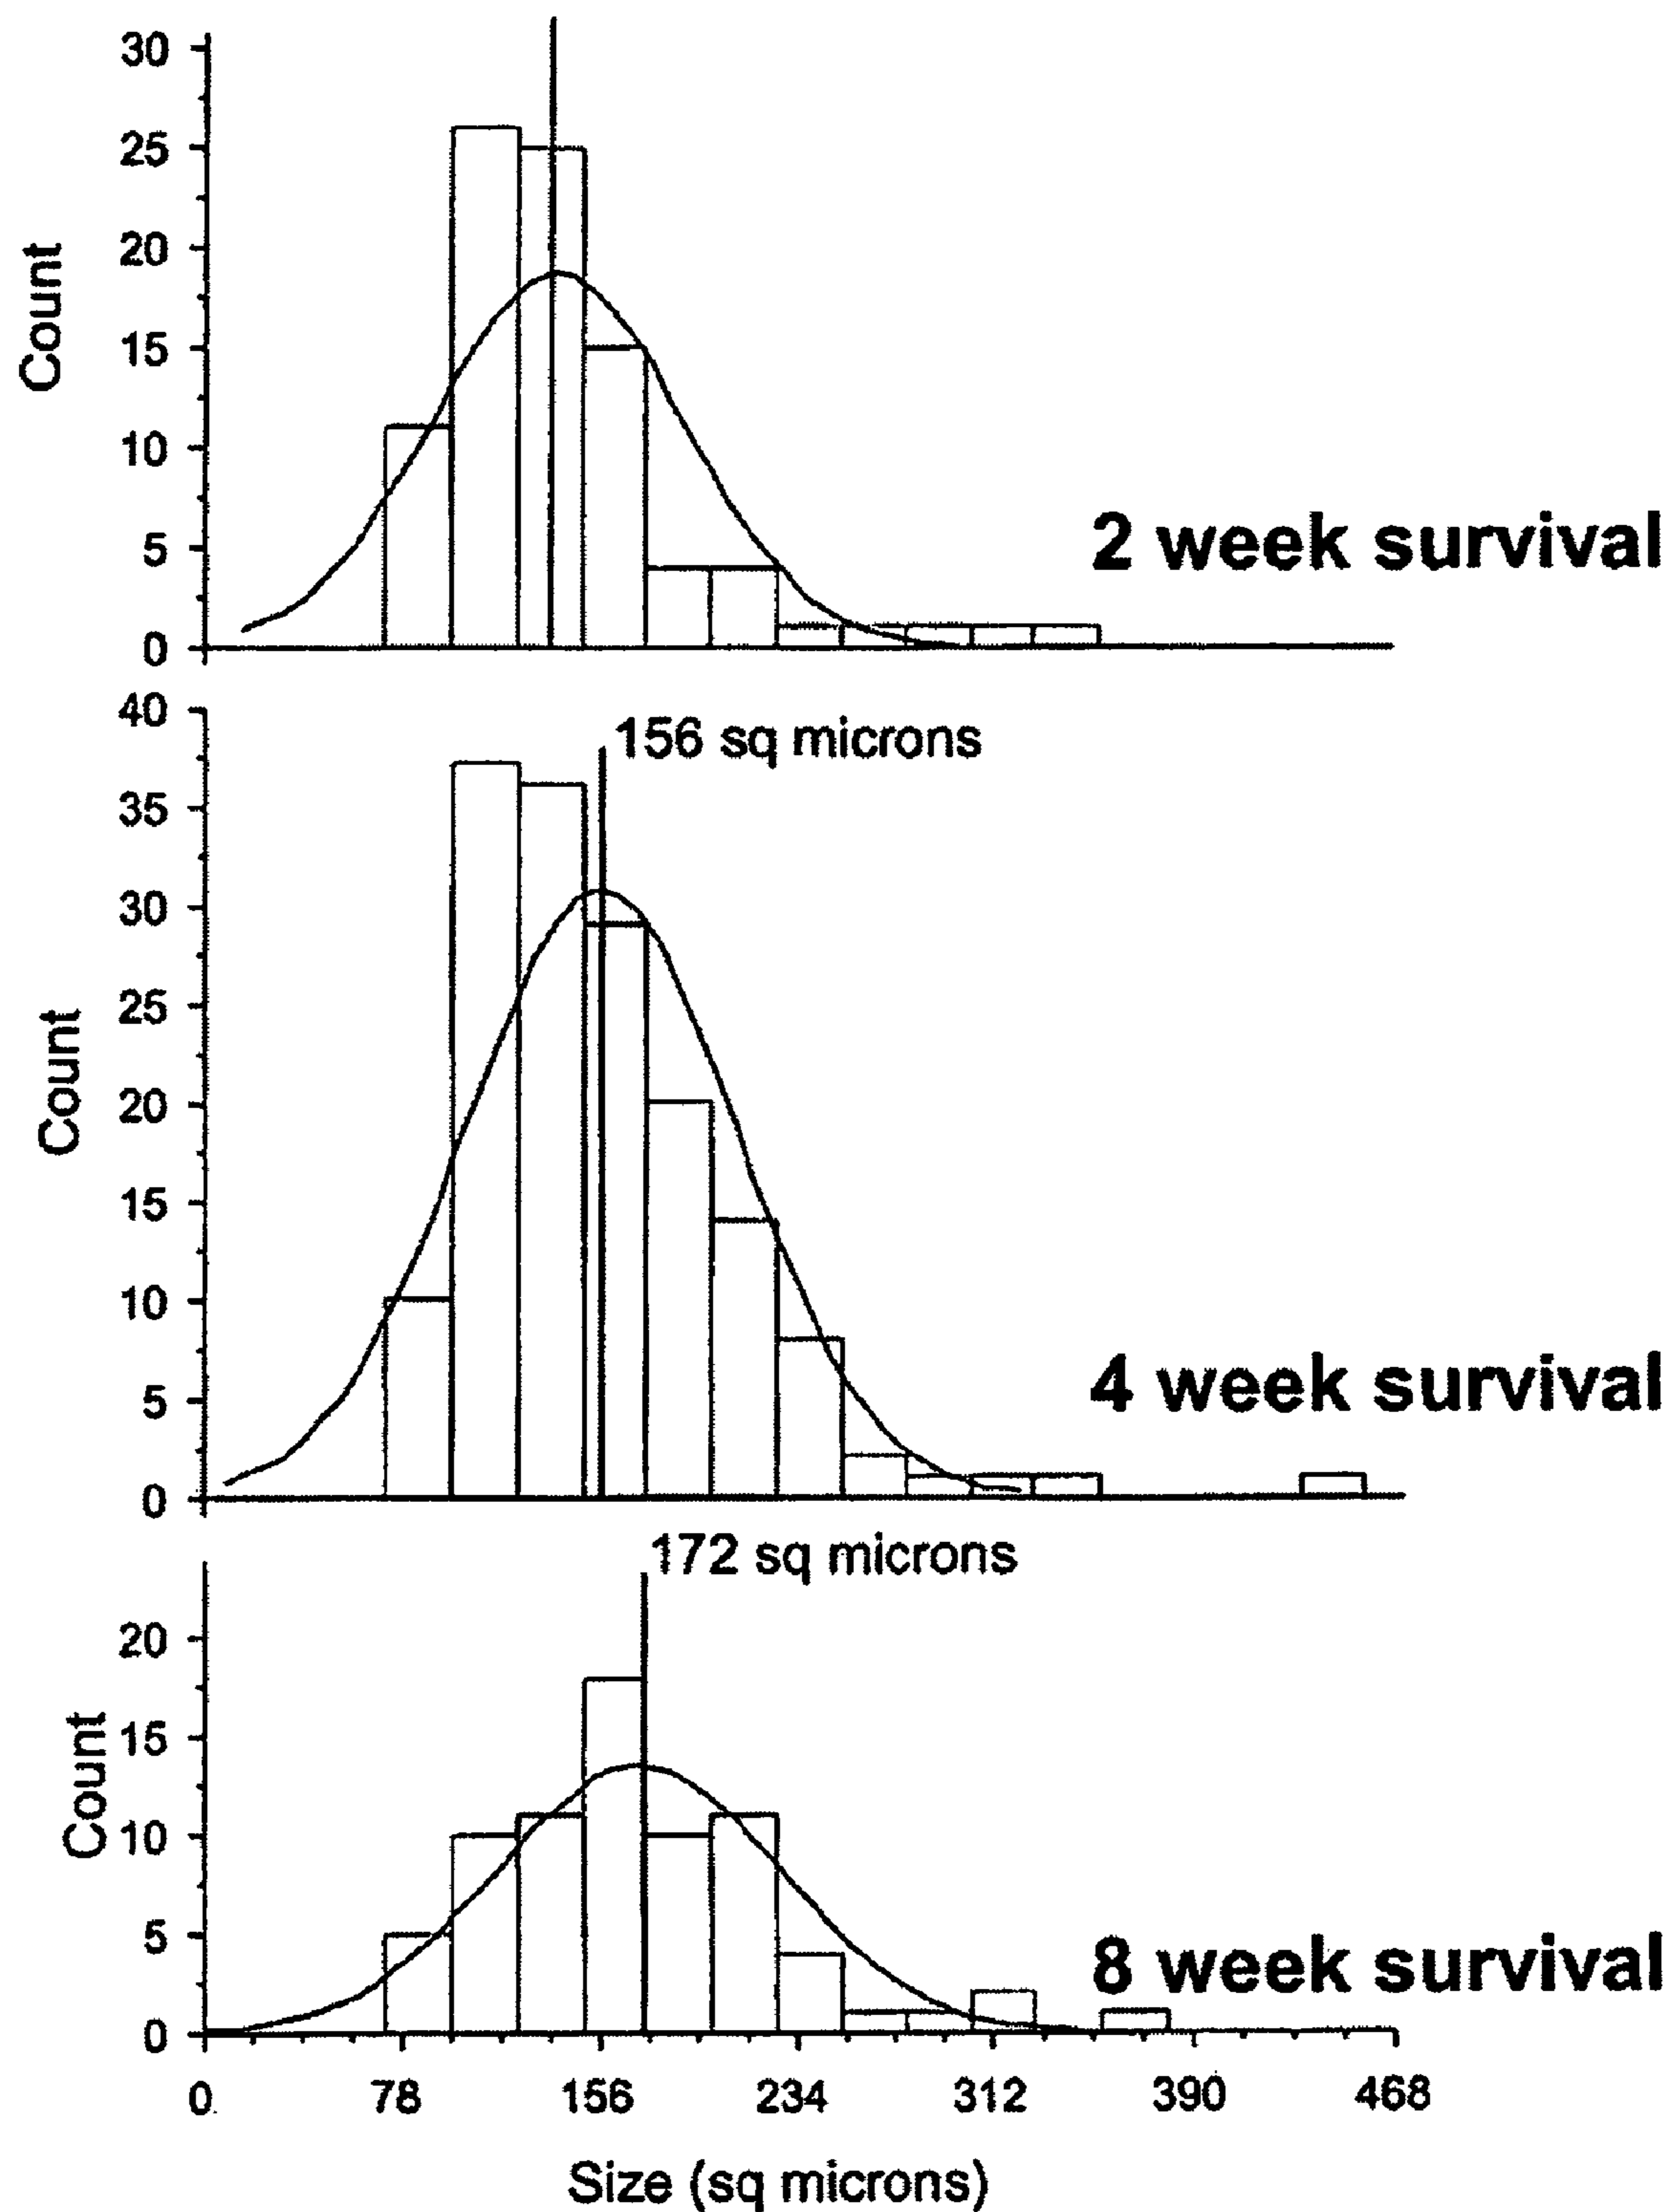 30
25
20
15
10
5
0
Count
2 week survival
40
35
30
25
20
15
10
5
0
Count
156 sq microns
4 week survival
172 sq microns
20
15
10
5
0
Count
8 week survival
0 78 156 234 312 390 468
Size (sq microns)